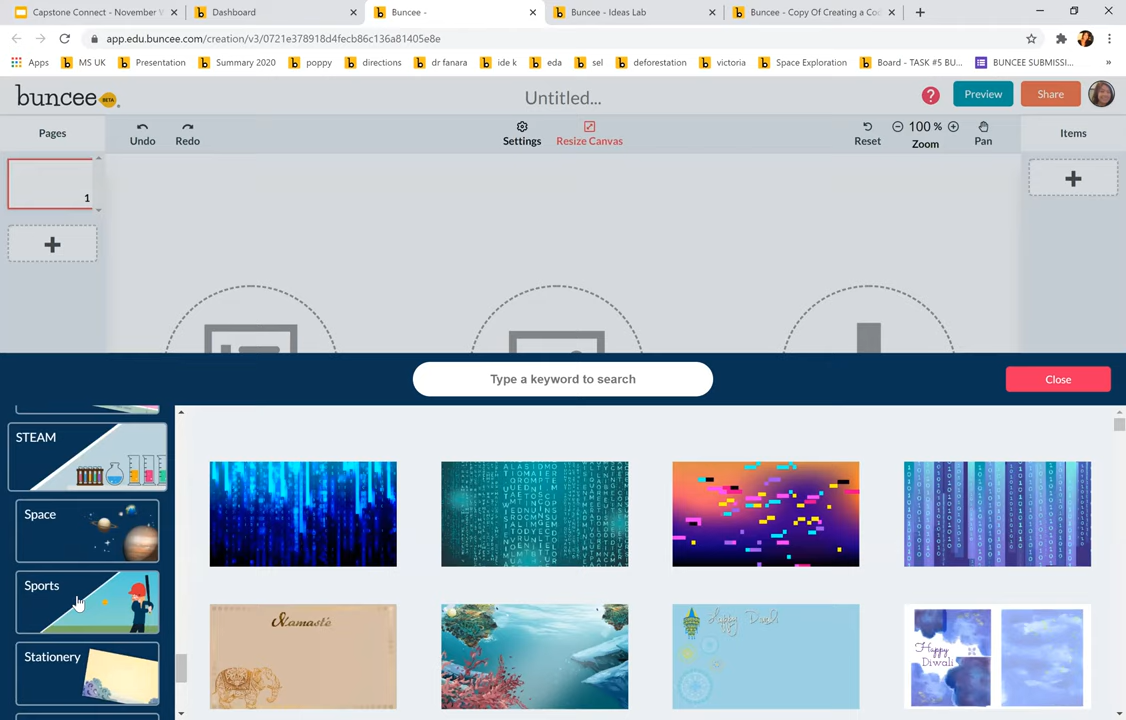 Capstone Connect - November
Dashboard
Buncee -
Buncee - Ideas Lab
Buncee - Copy Of Creating a Co
app.edu.buncee.com/creation/v3/0721e378918d4fecb86c136a81405e8e
Apps
MS UK
Presentation
Summary 2020
poppy
directions
dr fanara
ide k
eda
sel
deforestation
victoria
Space Exploration
Board - TASK #5 BU...
BUNCEE SUBMISSI...
»
buncee BETA
Untitled...
?
Preview
Share
Pages
Undo
Redo
Settings
Resize Canvas
Reset
100 %
Zoom
Pan
Items
1
Type a keyword to search
Close
STEAM
Space
Sports
Stationery
Namaste
Happy Diwali
Happy
Diwali